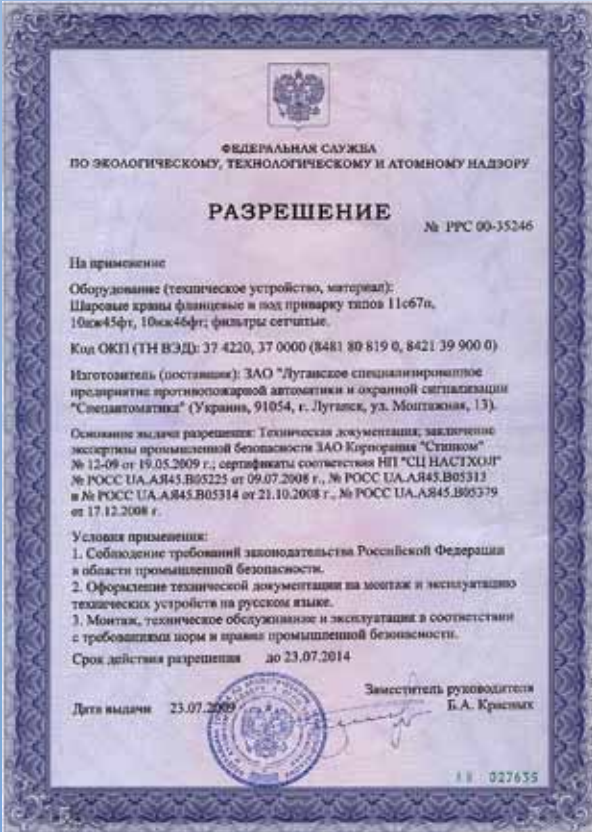 ФЕДЕРАЛЬНАЯ СЛУЖБА
ПО ЭКОЛОГИЧЕСКОМУ, ТЕХНОЛОГИЧЕСКОМУ И АТОМНОМУ НАДЗОРУ
РАЗРЕШЕНИЕ
№ РРС 00-35246
На применение
Оборудование (техническое устройство, материал):
Шаровые краны фланцевые и под приварку типов 11с67п,
10нж45фт, 10нж46фт; фильтры сетчатые.
Код ОКП (ТН ВЭД): 37 4220, 37 0000 (8481 80 819 0, 8421 39 900 0)
Изготовитель (поставщик): ЗАО "Луганское специализированное
предприятие противопожарной автоматики и охранной сигнализации
"Спецавтоматика" (Украина, 91054, г. Луганск, ул. Монтажная, 13).
Основание выдачи разрешения: Техническая документация; заключение
экспертизы промышленной безопасности ЗАО Корпорация "Стинком"
№ 12-09 от 19.05.2009 г.; сертификаты соответствия НП "СЦ НАСТХОЛ"
№ РОСС UA.АЯ45.В05225 от 09.07.2008 г., № РОСС UA.АЯ45.В05313
и № РОСС UA.АЯ45.В05314 от 21.10.2008 г., № РОСС UA.АЯ45.В05379
от 17.12.2008 г.
Условия применения:
1. Соблюдение требований законодательства Российской Федерации
в области промышленной безопасности.
2. Оформление технической документации на монтаж и эксплуатацию
технических устройств на русском языке.
3. Монтаж, техническое обслуживание и эксплуатация в соответствии
с требованиями норм и правил промышленной безопасности.
Срок действия разрешения до 23.07.2014
Заместитель руководителя
Дата выдачи 23.07.2009 Б.А. Красных
027635